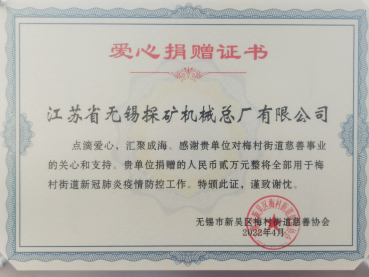 爱心捐赠证书
江苏省无锡探矿机械总厂有限公司
点滴爱心，汇聚成海。感谢贵单位对梅村街道慈善事业
的关心和支持。贵单位捐赠的人民币贰万元整将全部用于梅
村街道新冠肺炎疫情防控工作。特颁此证，谨致谢忱。
无锡市新吴区梅村街道慈善协会
2022年4月